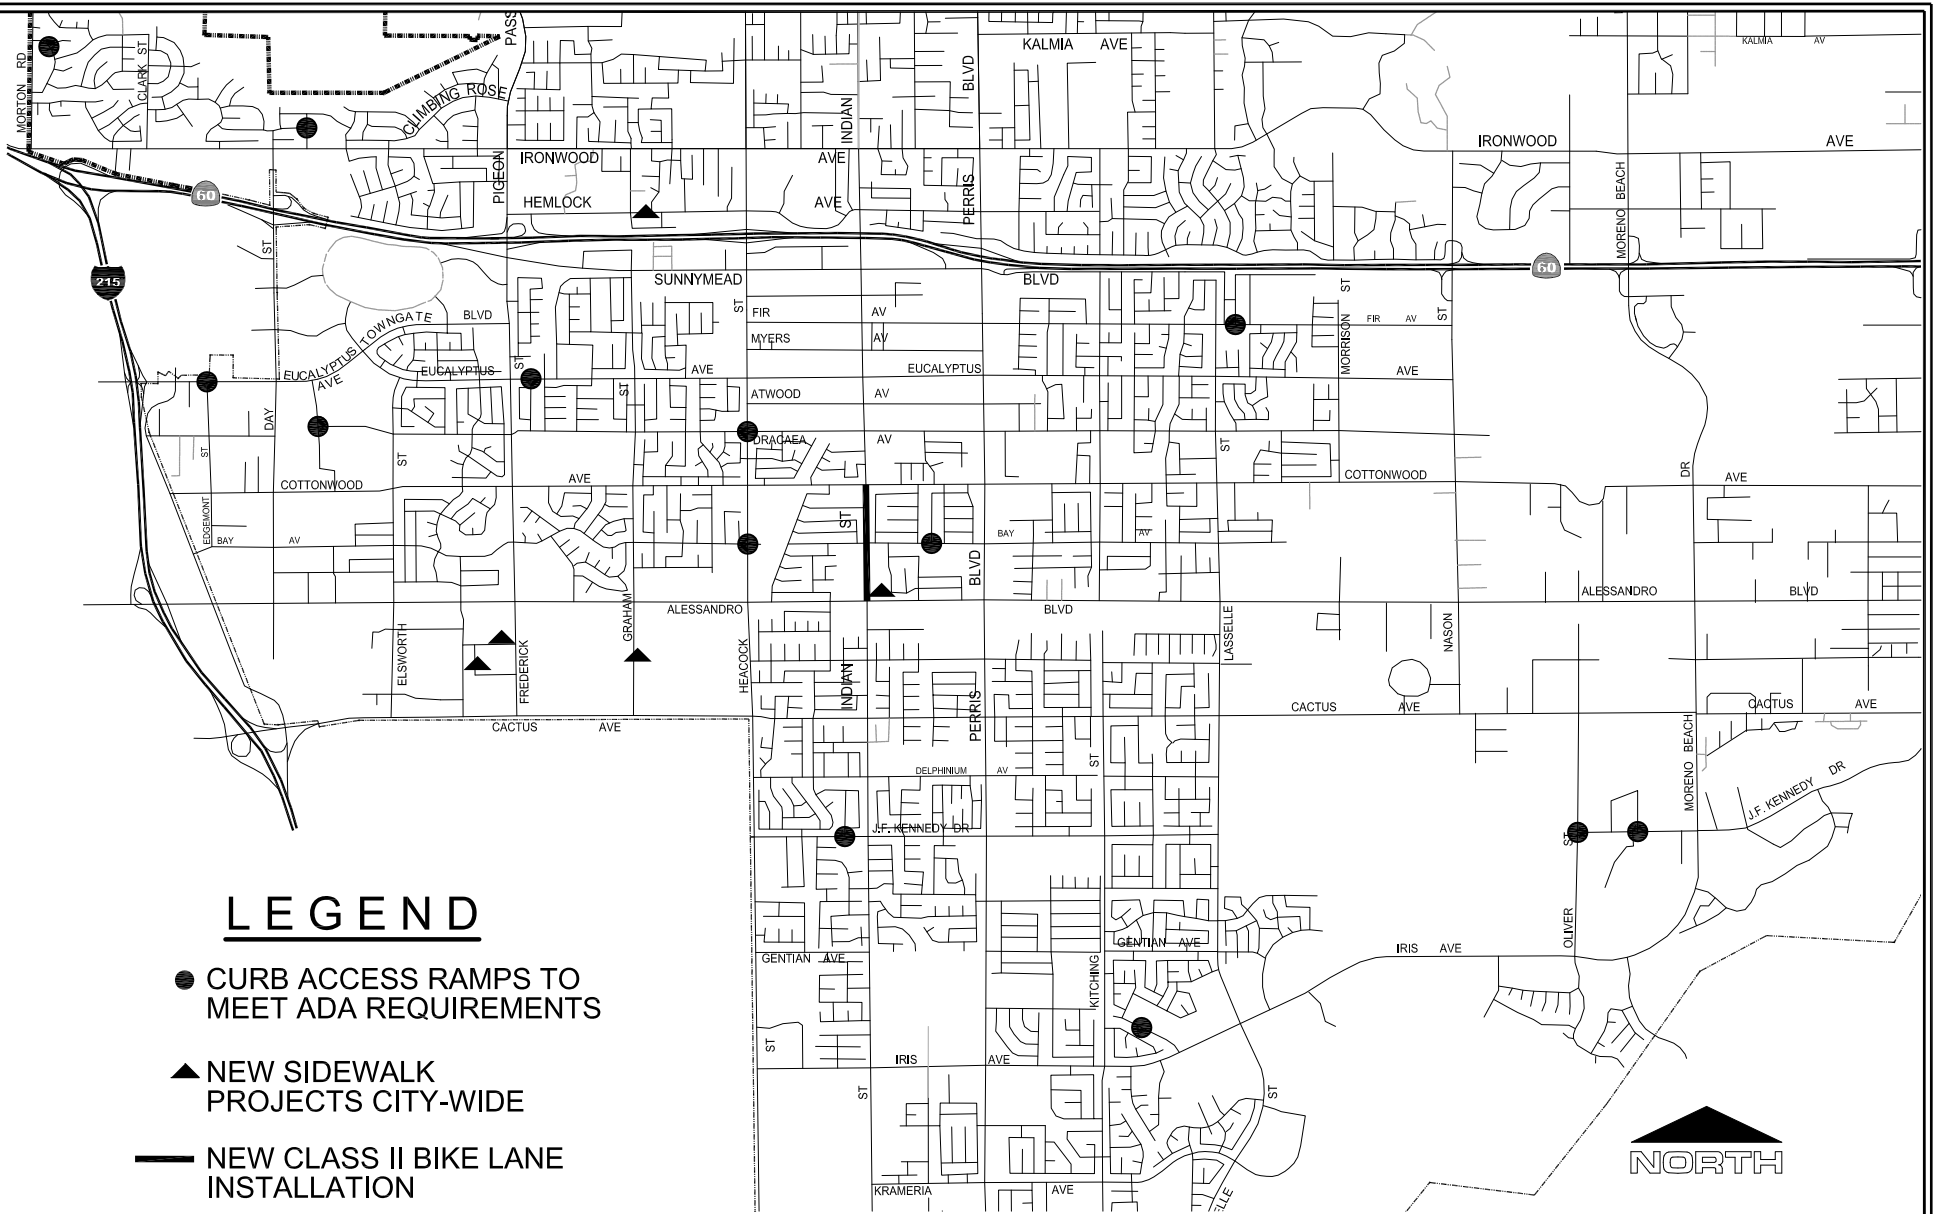 MORTON RD
CLARK ST
PASS
CLIMBING ROSE
KALMIA AVE
KALMIA AV
PIGEON
INDIAN
PERRIS BLVD
IRONWOOD AVE
IRONWOOD AVE
HEMLOCK AVE
MORENO BEACH
60
60
215
ST
SUNNYMEAD BLVD
ST
ST
ST
FIR AV
FIR AV
MYERS AV
EUCALYPTUS TOWNGATE BLVD
EUCALYPTUS AVE
EUCALYPTUS AVE
EUCALYPTUS AVE
MORRISON
ST
ST
ATWOOD AV
DAY
DRACAEA AV
ST
ST
ST
DR
COTTONWOOD AVE
COTTONWOOD AVE
EDGEMONT
BAY AV
BAY AV
ST
BLVD
ALESSANDRO BLVD
ALESSANDRO BLVD
ELSWORTH
FREDERICK
GRAHAM
HEACOCK
INDIAN
PERRIS
LASSELLE
NASON
CACTUS AVE
CACTUS AVE
CACTUS AVE
ST
DELPHINIUM AV
MORENO BEACH
J.F. KENNEDY DR
J.F. KENNEDY DR
ST
OLIVER
GENTIAN AVE
GENTIAN AVE
IRIS AVE
KITCHING
ST
IRIS AVE
ST
ST
KRAMERIA AVE
ELLE
LEGEND
CURB ACCESS RAMPS TO
MEET ADA REQUIREMENTS
NEW SIDEWALK
PROJECTS CITY-WIDE
NEW CLASS II BIKE LANE
INSTALLATION
NORTH